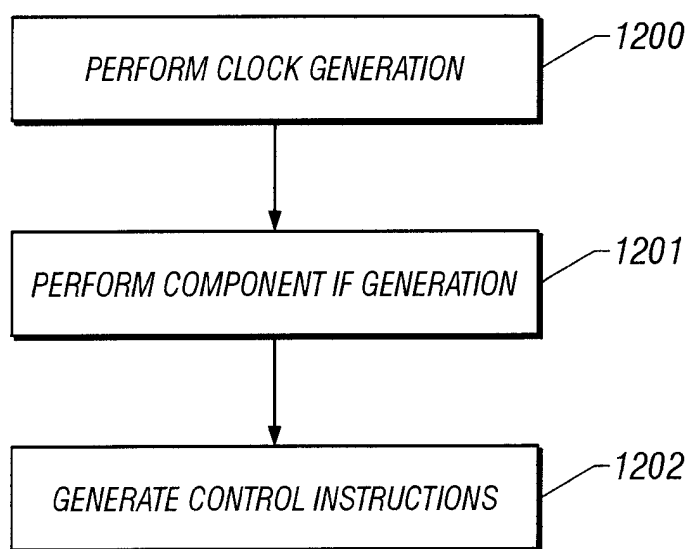 1200
PERFORM CLOCK GENERATION
1201
PERFORM COMPONENT IF GENERATION
1202
GENERATE CONTROL INSTRUCTIONS